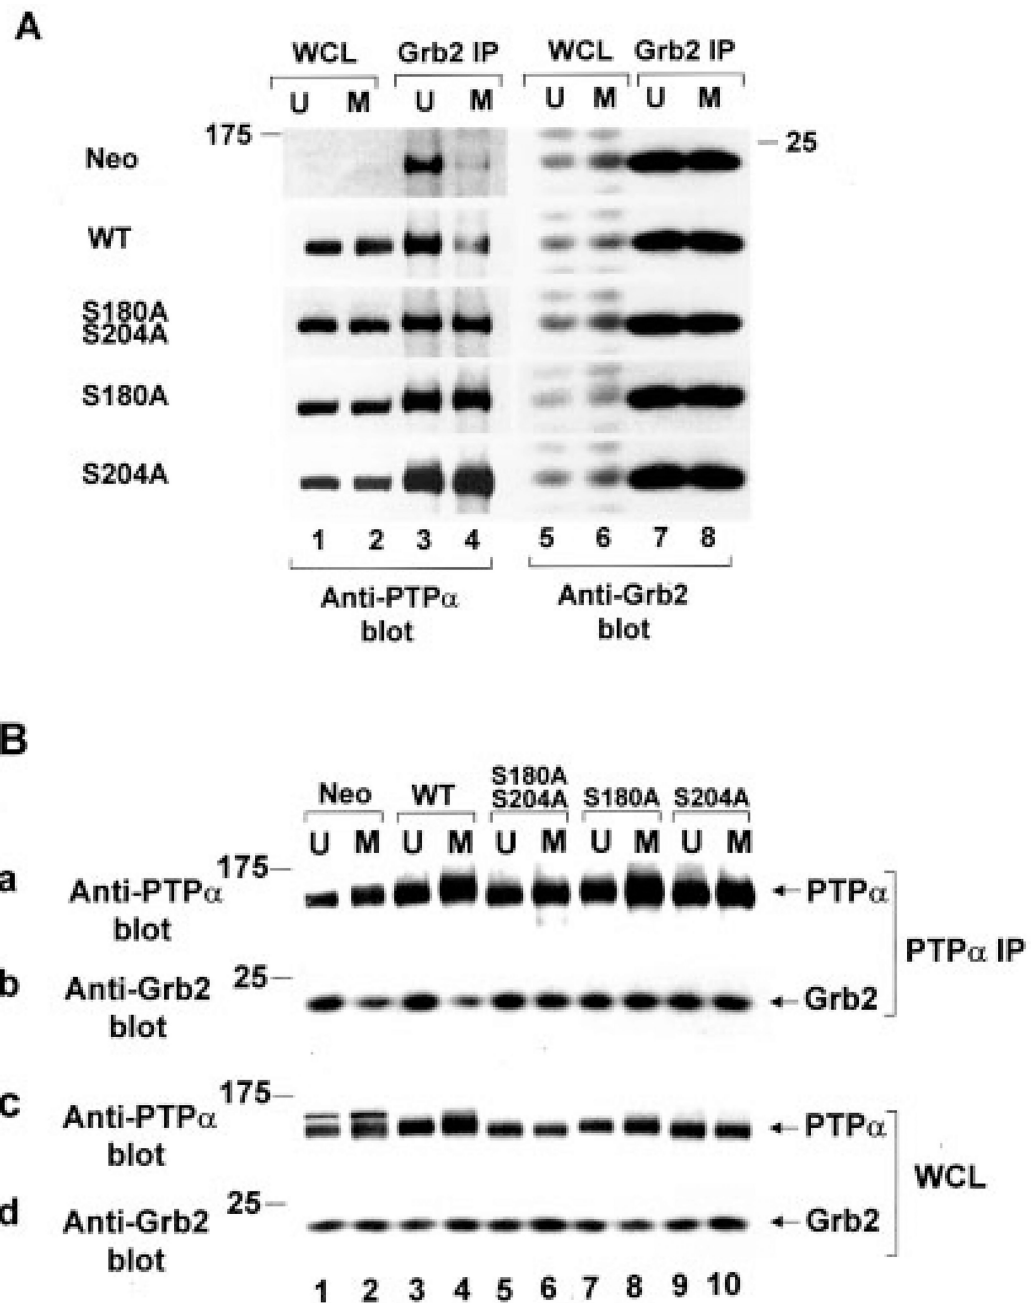 A
WCL Grb2 IP WCL Grb2 IP
U M U M U M U M
175 25
Neo
WT
S180A
S204A
S180A
S204A
1 2 3 4 5 6 7 8
Anti-PTPα Anti-Grb2
blot blot
B
S180A
Neo WT S204A S180A S204A
U M U M U M U M U M
175
a Anti-PTPα PTPα
blot
PTPα IP
25
b Anti-Grb2 Grb2
blot
175
c Anti-PTPα PTPα
blot
WCL
25
d Anti-Grb2 Grb2
blot
1 2 3 4 5 6 7 8 9 10